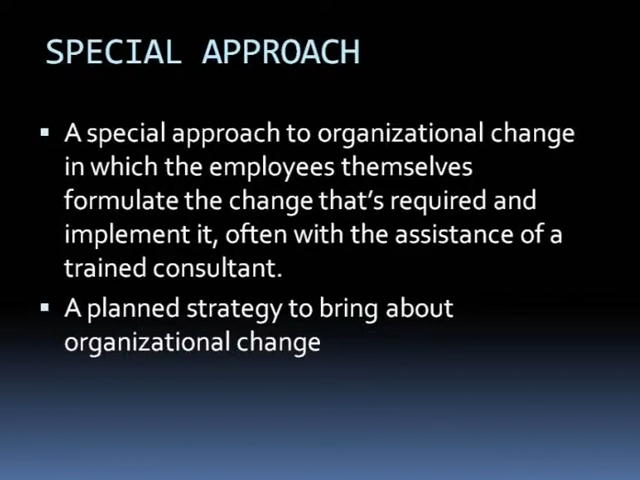 SPECIAL APPROACH
▪ A special approach to organizational change
in which the employees themselves
formulate the change that’s required and
implement it, often with the assistance of a
trained consultant.
▪ A planned strategy to bring about
organizational change